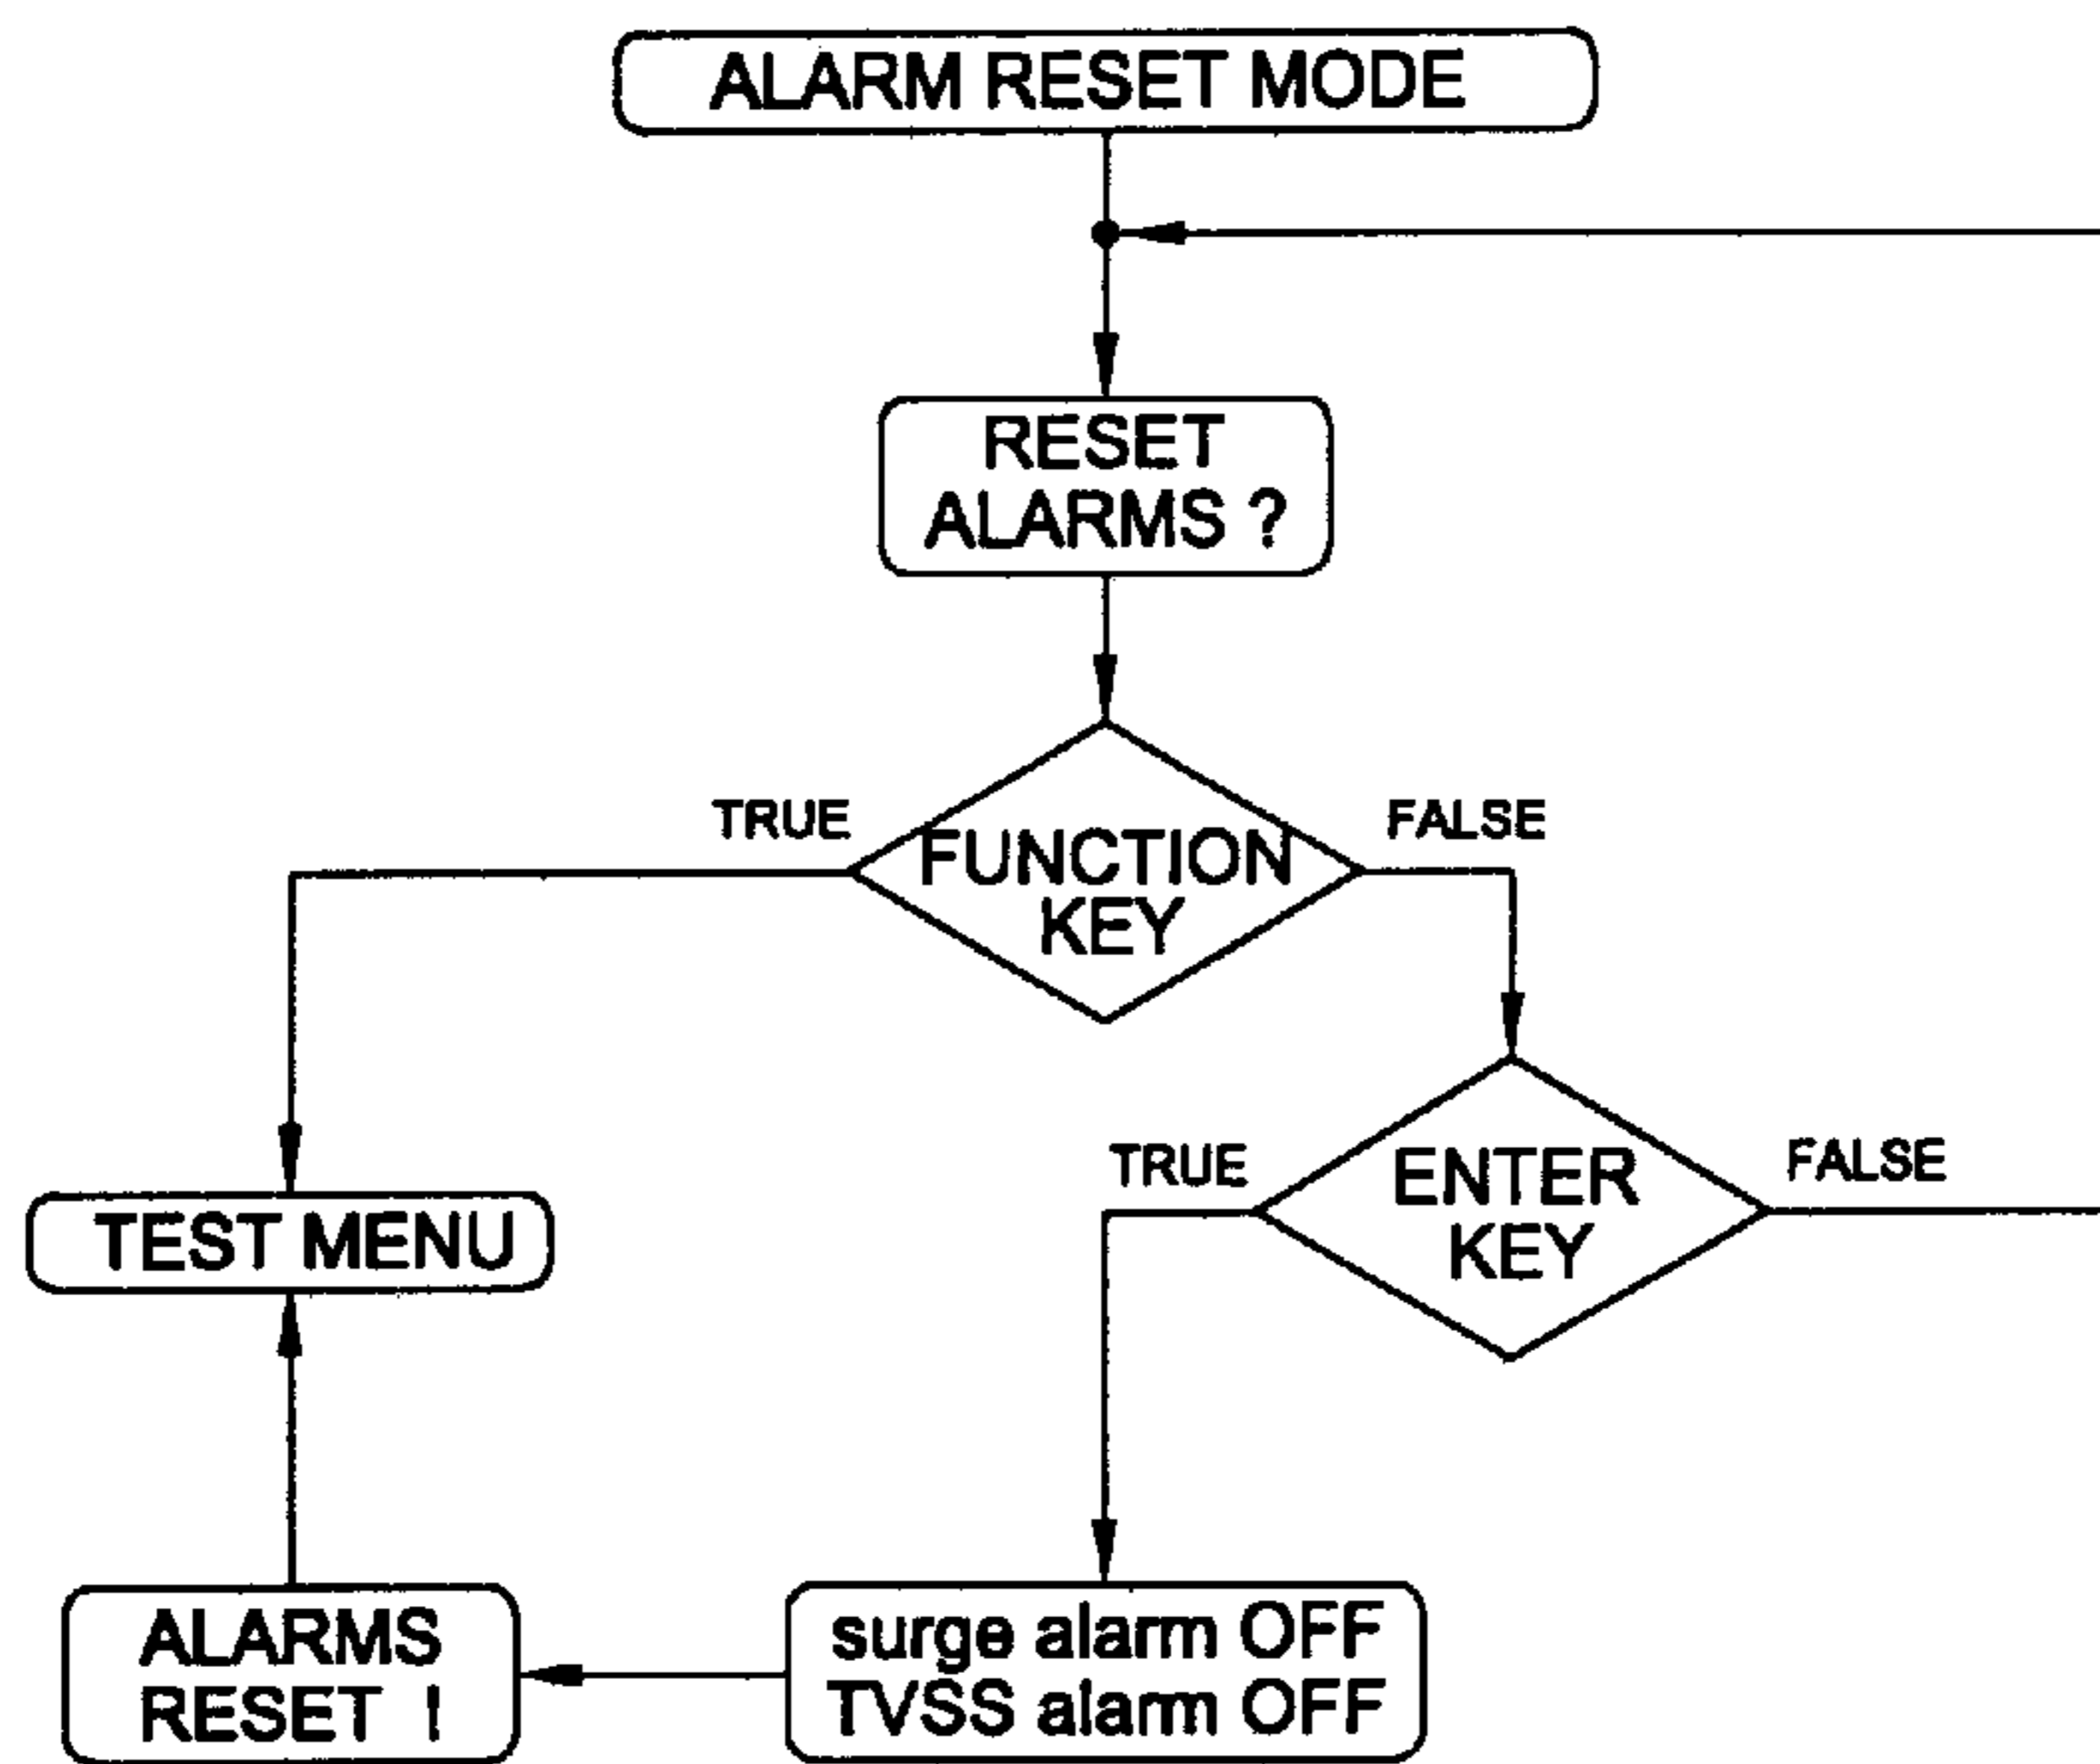 ALARM RESET MODE
RESET
ALARMS ?
TRUE
FALSE
FUNCTION
KEY
TRUE
FALSE
ENTER
KEY
TEST MENU
ALARMS
RESET !
surge alarm OFF
TVSS alarm OFF